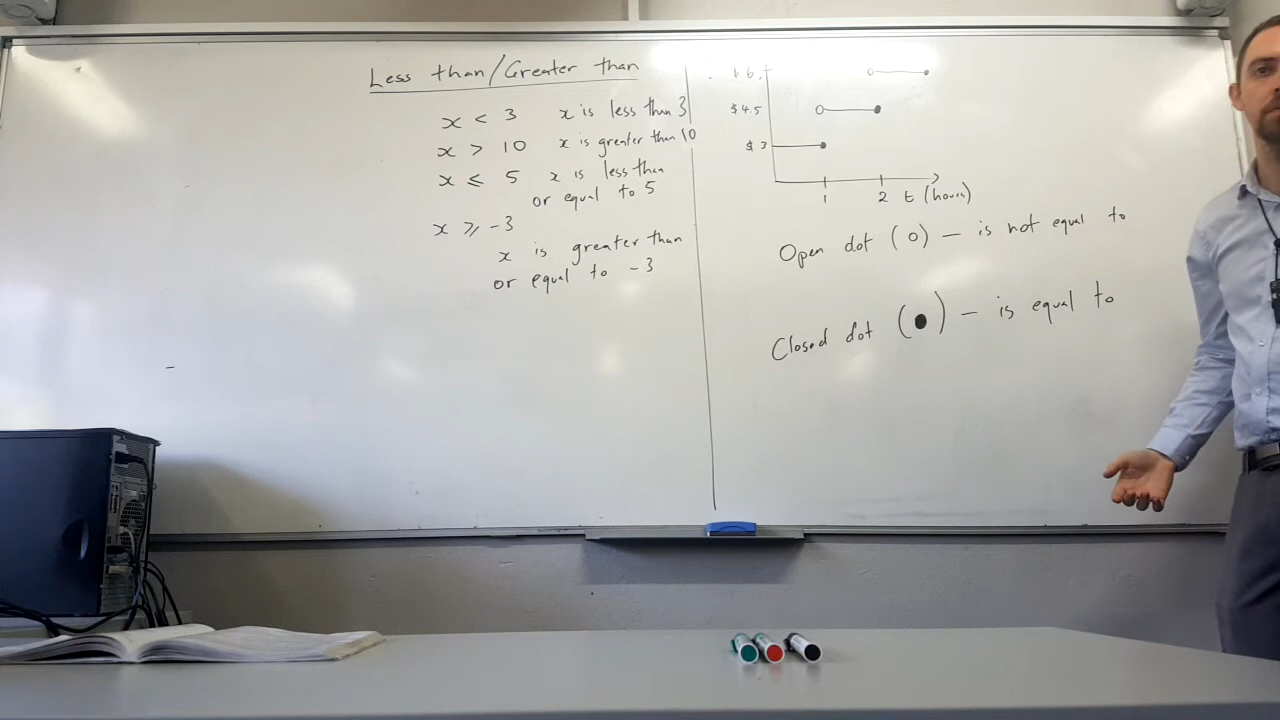 Less than/Greater than
x < 3 x is less than 3
x > 10 x is greater than 10
x ≤ 5 x is less than
or equal to 5
x ≥ -3
x is greater than
or equal to -3
$ 6
$ 4.5
$ 3
1 2 t (hours)
Open dot (○) – is not equal to
Closed dot (●) – is equal to